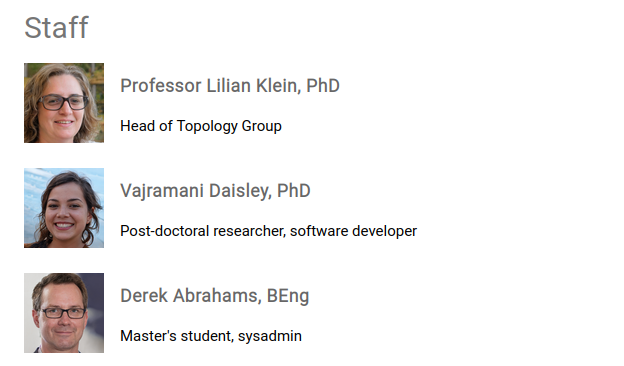 Staff
Professor Lilian Klein, PhD
Head of Topology Group
Vajramani Daisley, PhD
Post-doctoral researcher, software developer
Derek Abrahams, BEng
Master's student, sysadmin